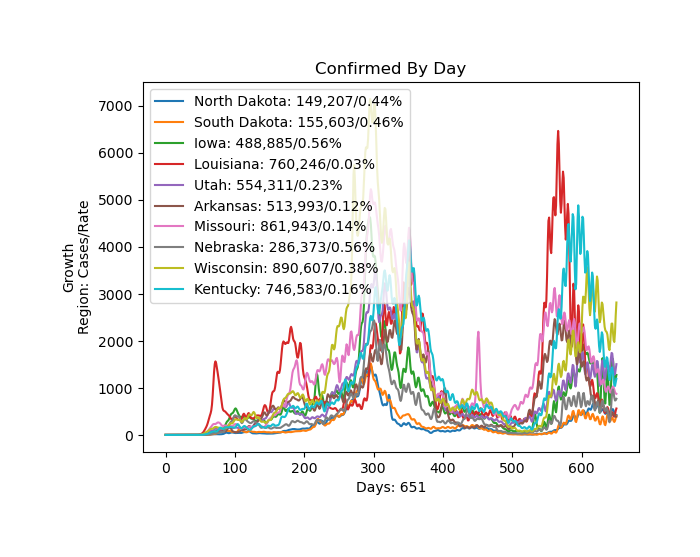 Confirmed By Day
Growth
Region: Cases/Rate
7000
6000
5000
4000
3000
2000
1000
0
North Dakota: 149,207/0.44%
South Dakota: 155,603/0.46%
Iowa: 488,885/0.56%
Louisiana: 760,246/0.03%
Utah: 554,311/0.23%
Arkansas: 513,993/0.12%
Missouri: 861,943/0.14%
Nebraska: 286,373/0.56%
Wisconsin: 890,607/0.38%
Kentucky: 746,583/0.16%
0 100 200 300 400 500 600
Days: 651